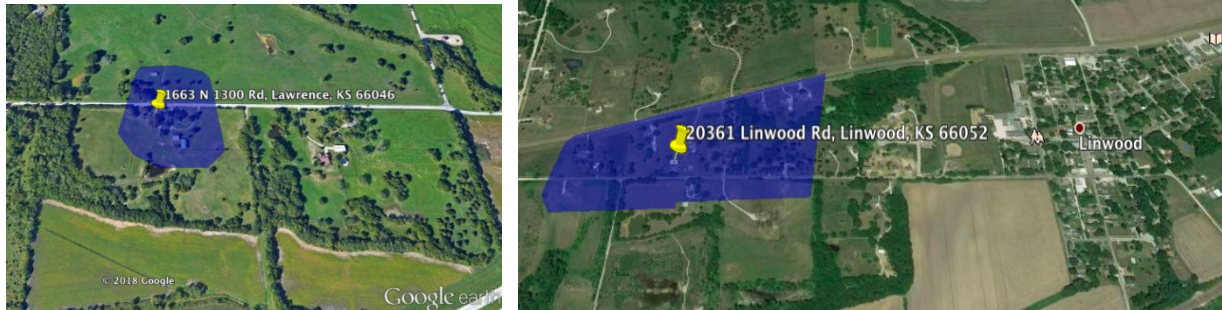 1663 N 1300 Rd, Lawrence, KS 66046
© 2018 Google
Google earth
20361 Linwood Rd, Linwood, KS 66052
Linwood